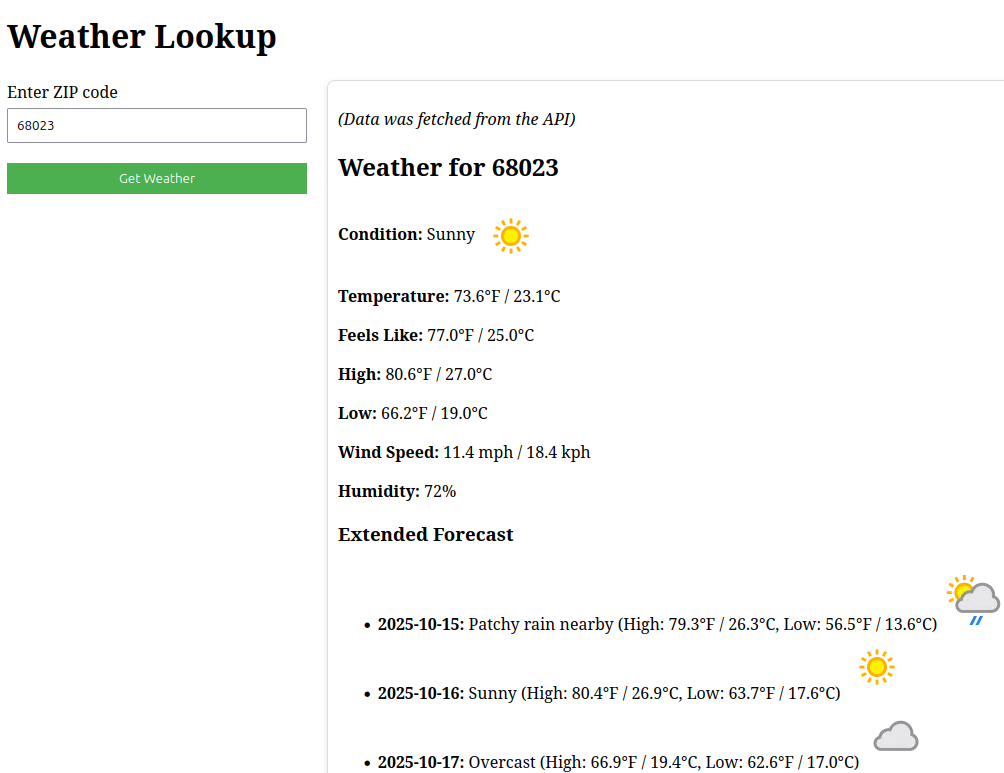 Weather Lookup
Enter ZIP code
68023
Get Weather
(Data was fetched from the API)
Weather for 68023
Condition: Sunny
Temperature: 73.6°F / 23.1°C
Feels Like: 77.0°F / 25.0°C
High: 80.6°F / 27.0°C
Low: 66.2°F / 19.0°C
Wind Speed: 11.4 mph / 18.4 kph
Humidity: 72%
Extended Forecast
• 2025-10-15: Patchy rain nearby (High: 79.3°F / 26.3°C, Low: 56.5°F / 13.6°C)
• 2025-10-16: Sunny (High: 80.4°F / 26.9°C, Low: 63.7°F / 17.6°C)
• 2025-10-17: Overcast (High: 66.9°F / 19.4°C, Low: 62.6°F / 17.0°C)